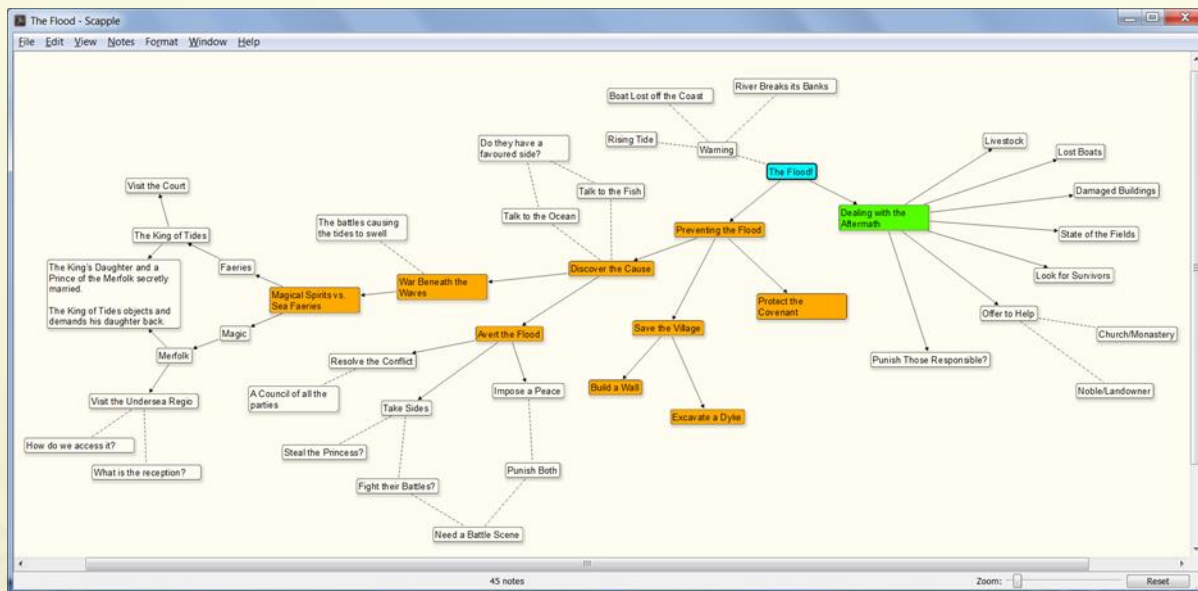 The Flood - Scapple
File Edit View Notes Format Window Help
Boat Lost off the Coast
River Breaks its Banks
Rising Tide
Warning
The Flood!
Livestock
Lost Boats
Damaged Buildings
Dealing with the
Aftermath
State of the Fields
Look for Survivors
Offer to Help
Church/Monastery
Noble/Landowner
Punish Those Responsible?
Do they have a
favoured side?
Talk to the Fish
Talk to the Ocean
Preventing the Flood
Discover the Cause
Protect the
Covenant
Save the Village
Build a Wall
Excavate a Dyke
The battles causing
the tides to swell
War Beneath the
Waves
Magical Spirits vs.
Sea Faeries
Visit the Court
The King of Tides
Faeries
The King's Daughter and a
Prince of the Merfolk secretly
married.
The King of Tides objects and
demands his daughter back.
Magic
Merfolk
Visit the Undersea Regio
How do we access it?
What is the reception?
Avert the Flood
Resolve the Conflict
A Council of all the
parties
Take Sides
Impose a Peace
Steal the Princess?
Fight their Battles?
Punish Both
Need a Battle Scene
45 notes
Zoom:
Reset